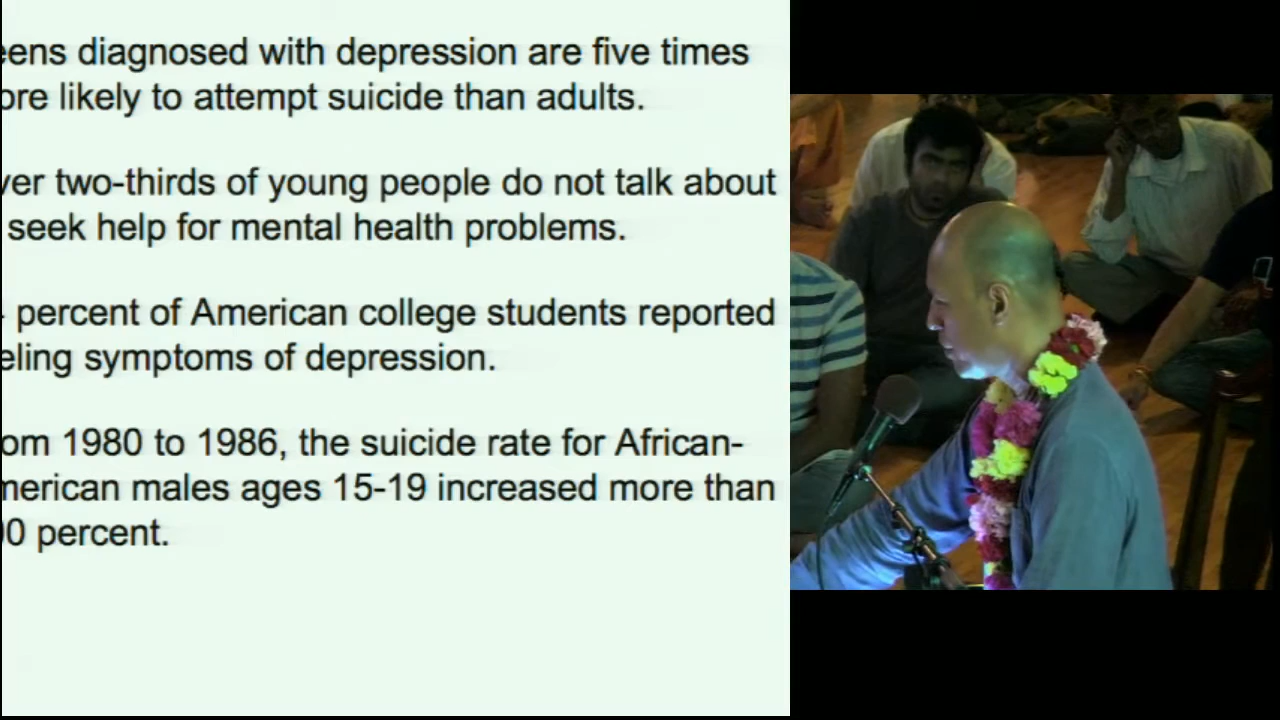 eens diagnosed with depression are five times
ore likely to attempt suicide than adults.
ver two-thirds of young people do not talk about
seek help for mental health problems.
percent of American college students reported
eling symptoms of depression.
om 1980 to 1986, the suicide rate for African-
merican males ages 15-19 increased more than
0 percent.